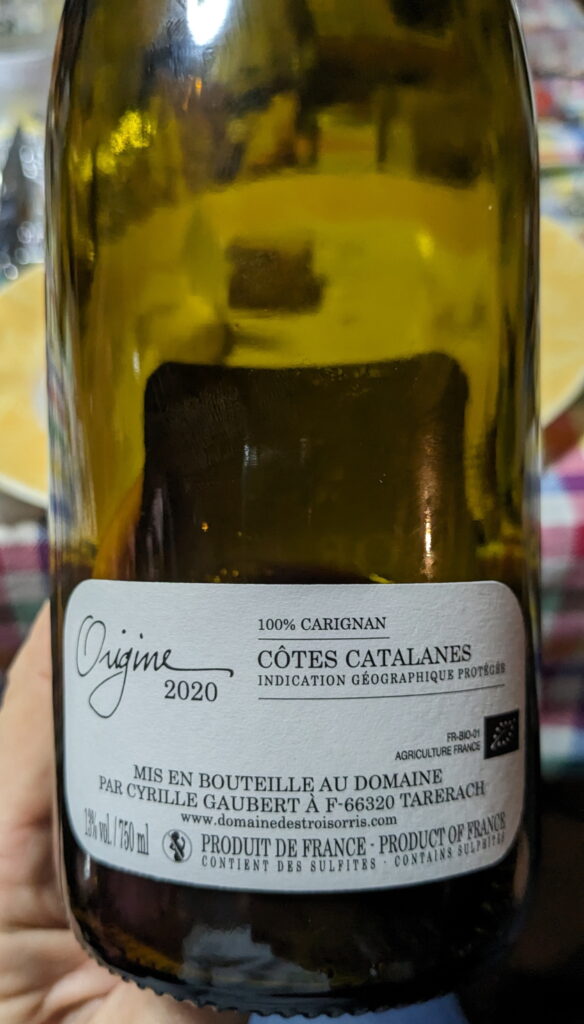 Origine
2020
100% CARIGNAN
CÔTES CATALANES
INDICATION GÉOGRAPHIQUE PROTÉGÉE
FR-BIO-01
AGRICULTURE FRANCE
MIS EN BOUTEILLE AU DOMAINE
PAR CYRILLE GAUBERT À F-66320 TARERACH
www.domainedestroisorris.com
13% vol. / 750 ml
PRODUIT DE FRANCE - PRODUCT OF FRANCE
CONTIENT DES SULFITES - CONTAINS SULPHITES